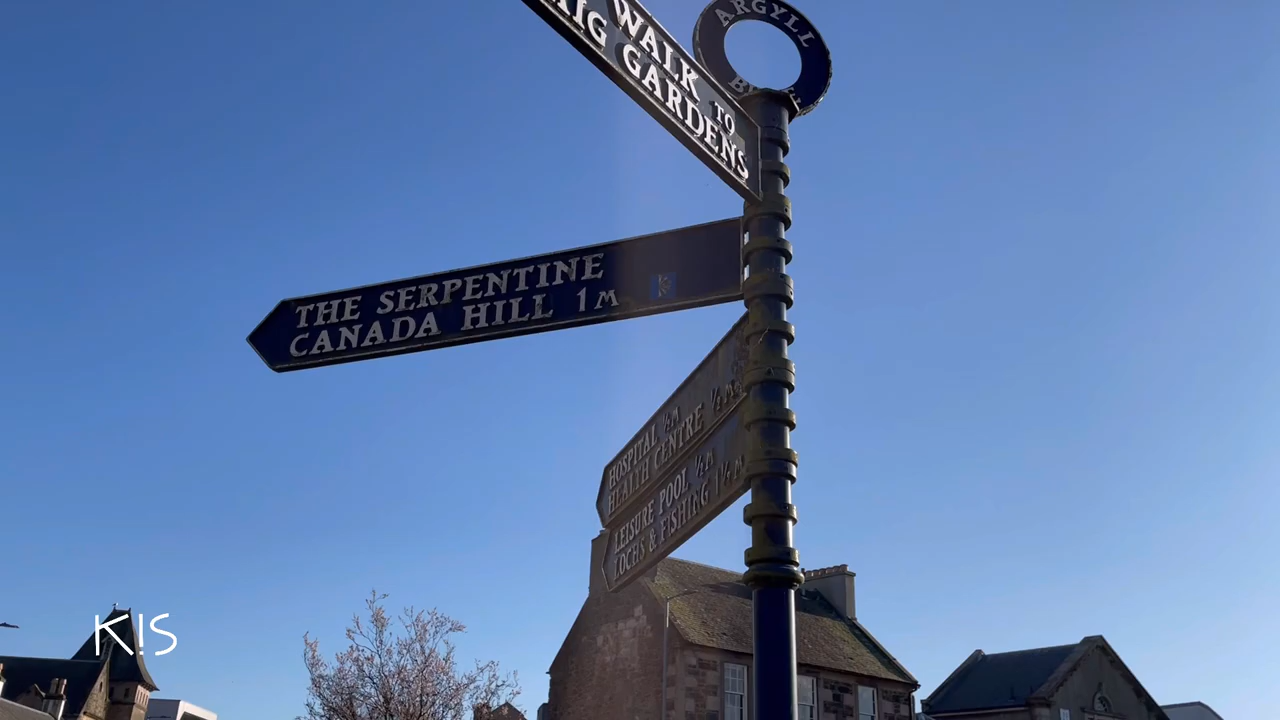 ARGYLL
WALK TO
GARDENS
THE SERPENTINE
CANADA HILL 1M
HOSPITAL ½M
HEALTH CENTRE ½M
LEISURE POOL ½M
LOCHS & FISHING 1¼M
K!S